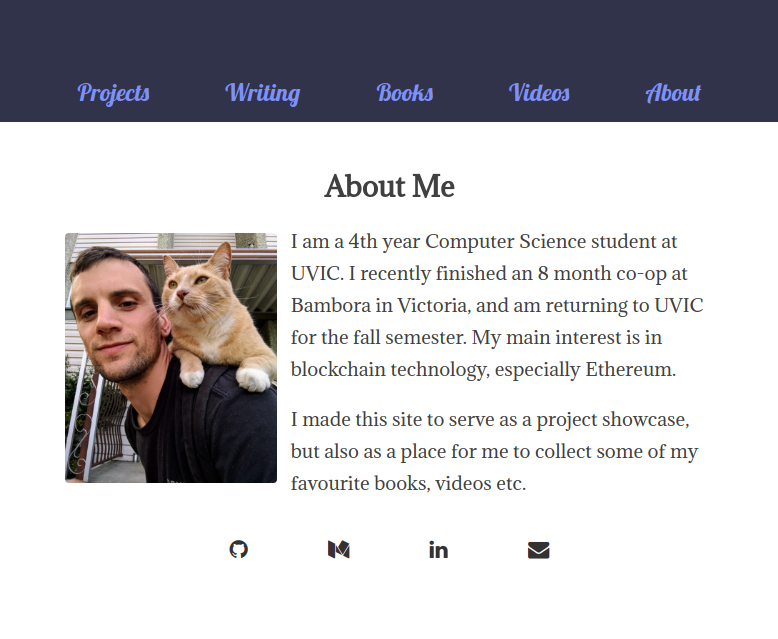 Projects Writing Books Videos About
About Me
I am a 4th year Computer Science student at
UVIC. I recently finished an 8 month co-op at
Bambora in Victoria, and am returning to UVIC
for the fall semester. My main interest is in
blockchain technology, especially Ethereum.
I made this site to serve as a project showcase,
but also as a place for me to collect some of my
favourite books, videos etc.